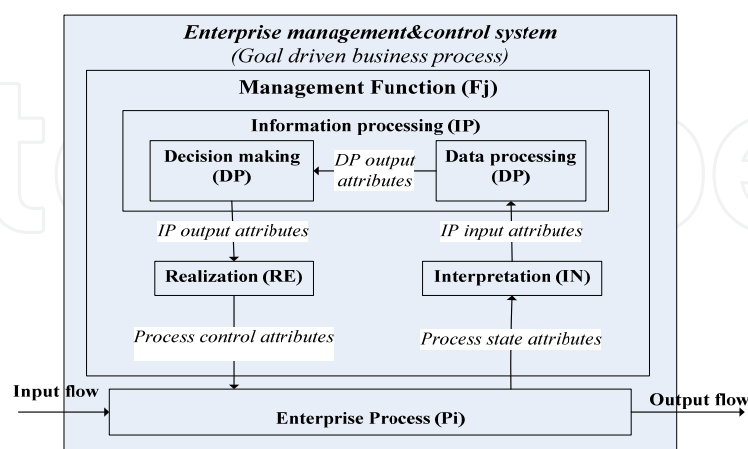 Enterprise management&control system
(Goal driven business process)
Management Function (Fj)
Information processing (IP)
Decision making
(DP)
DP output
attributes
Data processing
(DP)
IP output attributes
IP input attributes
Realization (RE)
Interpretation (IN)
Process control attributes
Process state attributes
Input flow
Output flow
Enterprise Process (Pi)